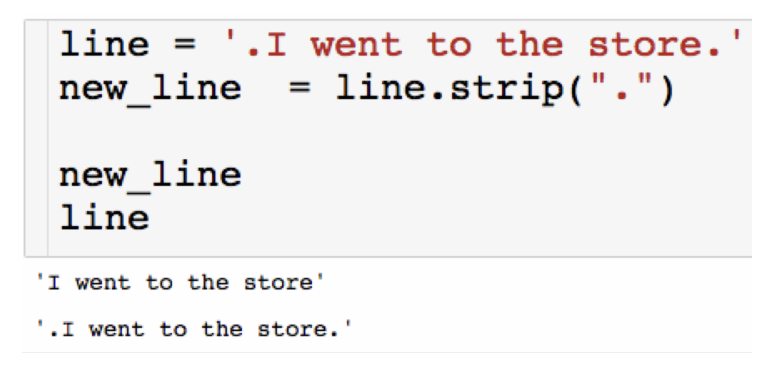 line = '.I went to the store.'
new_line  = line.strip(".")
new_line
line
'I went to the store'
'.I went to the store.'